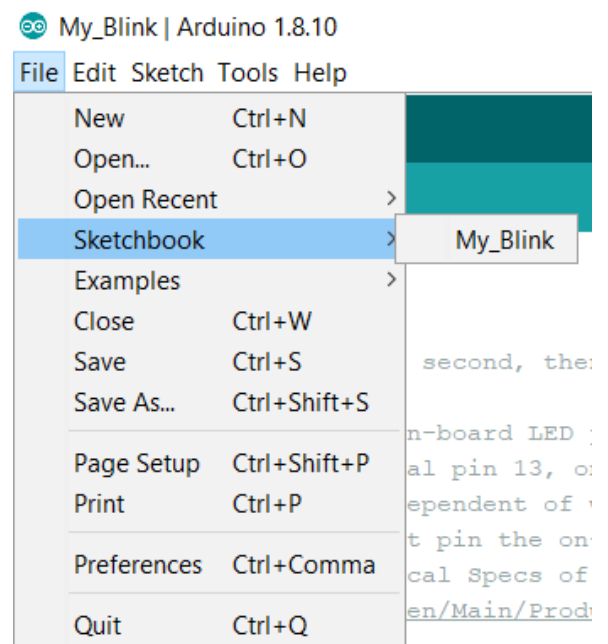 My_Blink | Arduino 1.8.10
File Edit Sketch Tools Help
New Ctrl+N
Open... Ctrl+O
Open Recent
Sketchbook My_Blink
Examples
Close Ctrl+W
Save Ctrl+S
second, then
Save As... Ctrl+Shift+S
n-board LED
Page Setup Ctrl+Shift+P
al pin 13, o
Print Ctrl+P
ependent of
t pin the on
Preferences Ctrl+Comma
cal Specs of
en/Main/Produ
Quit Ctrl+Q